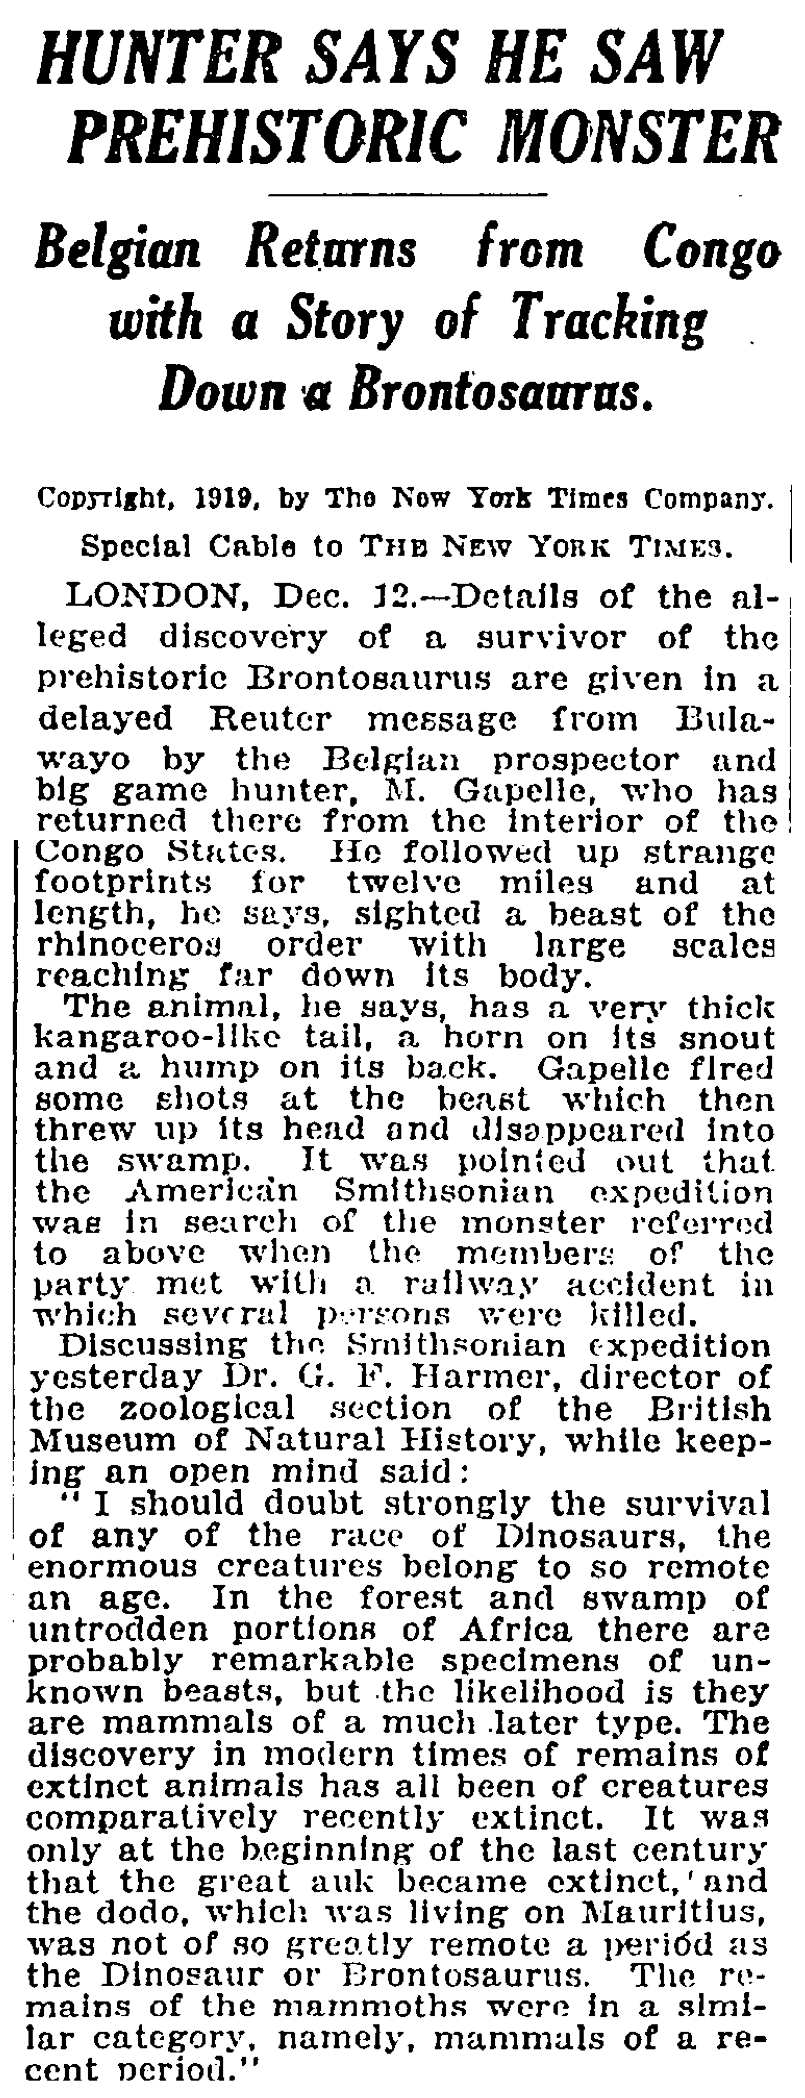 HUNTER SAYS HE SAW
PREHISTORIC MONSTER
Belgian Returns from Congo
with a Story of Tracking
Down a Brontosaurus.
Copyright, 1919, by The New York Times Company.
Special Cable to THE NEW YORK TIMES.
LONDON, Dec. 12.—Details of the al-
leged discovery of a survivor of the
prehistoric Brontosaurus are given in a
delayed Reuter message from Bula-
wayo by the Belgian prospector and
big game hunter, M. Gapelle, who has
returned there from the interior of the
Congo States. He followed up strange
footprints for twelve miles and at
length, he says, sighted a beast of the
rhinoceros order with large scales
reaching far down its body.
The animal, he says, has a very thick
kangaroo-like tail, a horn on its snout
and a hump on its back. Gapelle fired
some shots at the beast which then
threw up its head and disappeared into
the swamp. It was pointed out that
the American Smithsonian expedition
was in search of the monster referred
to above when the members of the
party met with a railway accident in
which several persons were killed.
Discussing the Smithsonian expedition
yesterday Dr. G. F. Harmer, director of
the zoological section of the British
Museum of Natural History, while keep-
ing an open mind said:
" I should doubt strongly the survival
of any of the race of Dinosaurs, the
enormous creatures belong to so remote
an age. In the forest and swamp of
untrodden portions of Africa there are
probably remarkable specimens of un-
known beasts, but the likelihood is they
are mammals of a much later type. The
discovery in modern times of remains of
extinct animals has all been of creatures
comparatively recently extinct. It was
only at the beginning of the last century
that the great auk became extinct, and
the dodo, which was living on Mauritius,
was not of so greatly remote a period as
the Dinosaur or Brontosaurus. The re-
mains of the mammoths were in a simi-
lar category, namely, mammals of a re-
cent period."